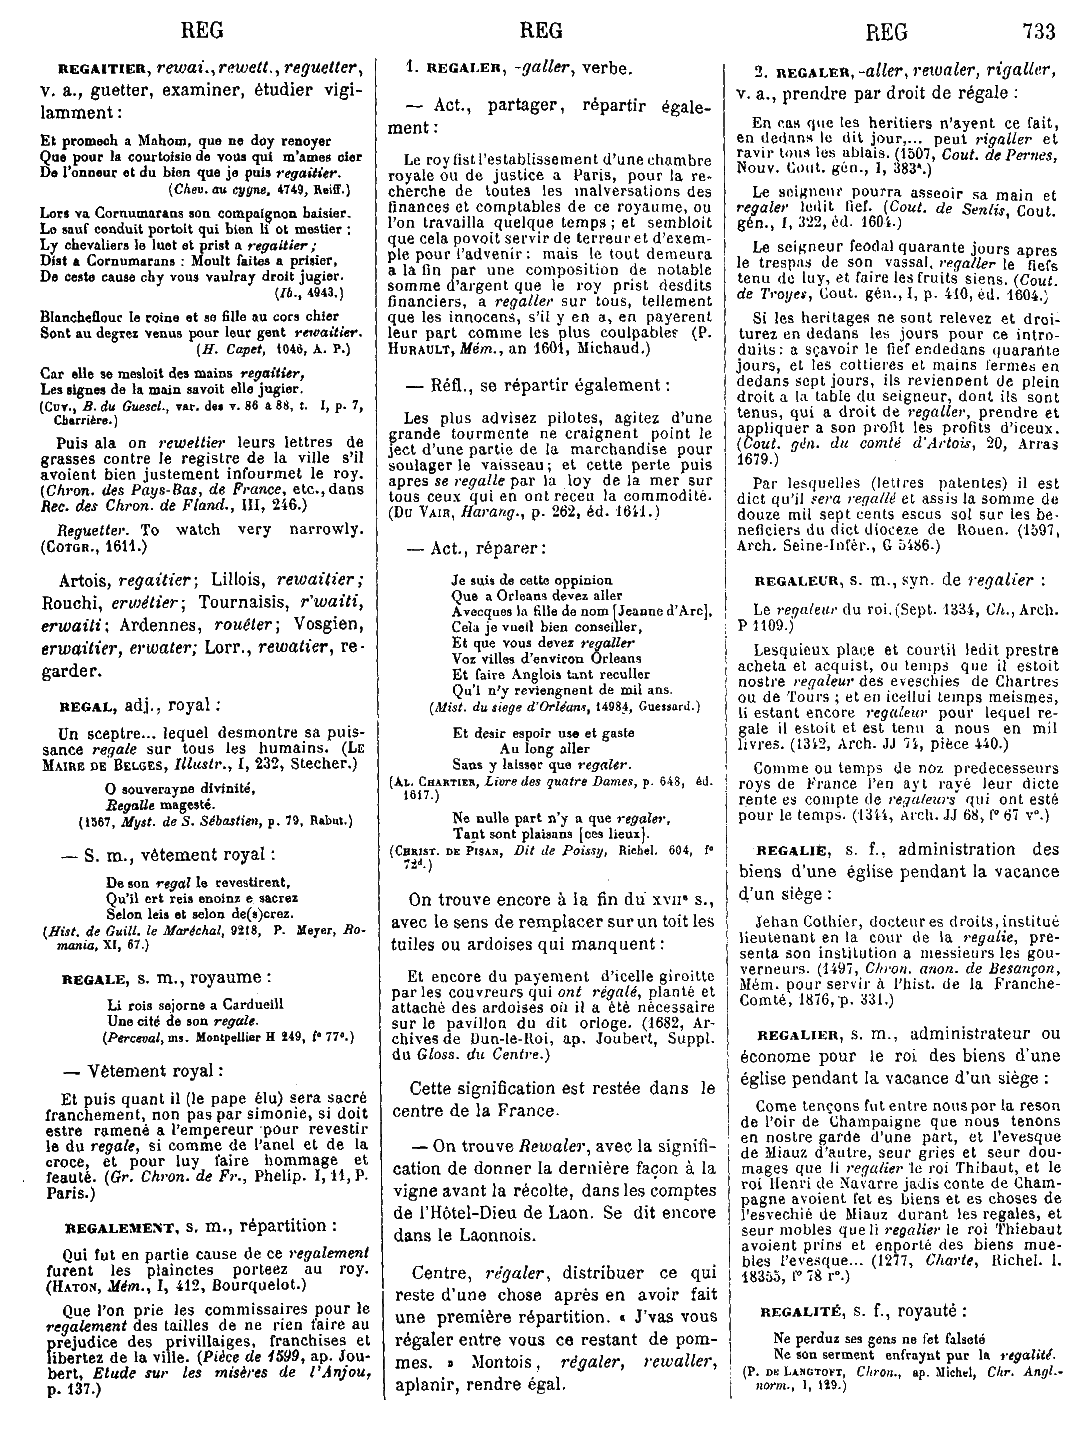 REG
REG
REG 733
REGAITIER, rewai., rewett., reguetter,
v. a., guetter, examiner, étudier vigi-
lamment :
Et promech a Mahom, que ne doy renoyer
Que pour la courtoisie de vous qui m'ames cier
De l'onneur et du bien que je puis regaitier.
(Chev. au cygne, 4749, Reiff.)
Lors va Cornumarans son compaignon baisier.
Lo sauf conduit portoit qui bien li ot mestier ;
Ly chevaliers le luet et prist a regaitier ;
Dist a Cornumarans : Moult faites a prisier,
De ceste cause chy vous vaulray droit jugier.
(Ib., 4943.)
Blancheflour le roine et se fille au cors chier
Sont au degrez venus pour leur gent rewaitier.
(H. Capet, 1046, A. P.)
Car elle se mesloit des mains regaitier,
Les signes de la main savoit elle jugier.
(CUV., B. du Guescl., var. des v. 86 a 88, t. I, p. 7,
Charrière.)
Puis ala on rewettier leurs lettres de
grasses contre le registre de la ville s'il
avoient bien justement infourmet le roy.
(Chron. des Pays-Bas, de France, etc., dans
Rec. des Chron. de Fland., III, 246.)
Reguetter. To watch very narrowly.
(COTGR., 1611.)
Artois, regaitier; Lillois, rewaitier;
Rouchi, erwétier; Tournaisis, r'waiti,
erwaiti; Ardennes, rouéter; Vosgien,
erwaitier, erwater; Lorr., rewatier, re-
garder.
REGAL, adj., royal :
Un sceptre... lequel desmontre sa puis-
sance regale sur tous les humains. (LE
MAIRE DE BELGES, Illustr., I, 232, Stecher.)
O souverayne divinité,
Regalle magesté.
(1567, Myst. de S. Sébastien, p. 79, Rabut.)
— S. m., vêtement royal :
De son regal le revestirent,
Qu'il ert reis enoinz e sacrez
Selon leis et selon de(s)crez.
(Hist. de Guill. le Maréchal, 9218, P. Meyer, Ro-
mania, XI, 67.)
REGALE, s. m., royaume :
Li rois sejorne a Cardueill
Une cité de son regale.
(Perceval, ms. Montpellier H 249, f° 77ª.)
— Vêtement royal :
Et puis quant il (le pape élu) sera sacré
franchement, non pas par simonie, si doit
estre ramené a l'empereur pour revestir
le du regale, si comme de l'anel et de la
croce, et pour luy faire hommage et
feauté. (Gr. Chron. de Fr., Phelip. I, 11, P.
Paris.)
REGALEMENT, s. m., répartition :
Qui fut en partie cause de ce regalement
furent les plainctes porteez au roy.
(HATON, Mém., I, 412, Bourquelot.)
Que l'on prie les commissaires pour le
regalement des tailles de ne rien faire au
prejudice des privillaiges, franchises et
libertez de la ville. (Pièce de 1599, ap. Jou-
bert, Etude sur les misères de l'Anjou,
p. 137.)
1. REGALER, -galler, verbe.
— Act., partager, répartir égale-
ment :
Le roy fist l'establissement d'une chambre
royale ou de justice a Paris, pour la re-
cherche de toutes les malversations des
finances et comptables de ce royaume, ou
l'on travailla quelque temps ; et sembloit
que cela povoit servir de terreur et d'exem-
ple pour l'advenir : mais le tout demeura
a la fin par une composition de notable
somme d'argent que le roy prist desdits
financiers, a regaller sur tous, tellement
que les innocens, s'il y en a, en payerent
leur part comme les plus coulpables (P.
HURAULT, Mém., an 1601, Michaud.)
— Réfl., se répartir également :
Les plus advisez pilotes, agitez d'une
grande tourmente ne craignent point le
ject d'une partie de la marchandise pour
soulager le vaisseau; et cette perte puis
apres se regalle par la loy de la mer sur
tous ceux qui en ont receu la commodité.
(DU VAIR, Harang., p. 262, éd. 1641.)
— Act., réparer :
Je suis de cette oppinion
Que a Orleans devez aller
Avecques la fille de nom [Jeanne d'Arc],
Cela je vueil bien conseiller,
Et que vous devez regaller
Voz villes d'environ Orleans
Et faire Anglois tant reculler
Qu'i n'y reviengnent de mil ans.
(Mist. du siege d'Orléans, 14984, Guessard.)
Et desir espoir use et gaste
Au long aller
Sans y laisser que regaler.
(AL. CHARTIER, Livre des quatre Dames, p. 648, éd.
1617.)
Ne nulle part n'y a que regaler,
Tant sont plaisans [ces lieux].
(CHRIST. DE PISAN, Dit de Poissy, Richel. 604, f°
72ᵈ.)
On trouve encore à la fin du XVIIᵉ s.,
avec le sens de remplacer sur un toit les
tuiles ou ardoises qui manquent :
Et encore du payement d'icelle giroitte
par les couvreurs qui ont régalé, planté et
attaché des ardoises où il a été nécessaire
sur le pavillon du dit orloge. (1682, Ar-
chives de Dun-le-Roi, ap. Joubert, Suppl.
du Gloss. du Centre.)
Cette signification est restée dans le
centre de la France.
— On trouve Rewaler, avec la signifi-
cation de donner la dernière façon à la
vigne avant la récolte, dans les comptes
de l'Hôtel-Dieu de Laon. Se dit encore
dans le Laonnois.
Centre, régaler, distribuer ce qui
reste d'une chose après en avoir fait
une première répartition. « J'vas vous
régaler entre vous ce restant de pom-
mes. » Montois, régaler, rewaller,
aplanir, rendre égal.
2. REGALER, -aller, rewaler, rigaller,
v. a., prendre par droit de régale :
En cas que les heritiers n'ayent ce fait,
en dedans le dit jour,... peut rigaller et
ravir tous les ablais. (1507, Cout. de Pernes,
Nouv. Cout. gén., I, 383ª.)
Le seigneur pourra asseoir sa main et
regaler ledit fief. (Cout. de Senlis, Cout.
gén., I, 322, éd. 1604.)
Le seigneur feodal quarante jours apres
le trespas de son vassal, regaller le fiefs
tenu de luy, et faire les fruits siens. (Cout.
de Troyes, Cout. gén., I, p. 410, éd. 1604.)
Si les heritages ne sont relevez et droi-
turez en dedans les jours pour ce intro-
duits : a sçavoir le fief endedans quarante
jours, et les cottieres et mains fermes en
dedans sept jours, ils reviennent de plein
droit a la table du seigneur, dont ils sont
tenus, qui a droit de regaller, prendre et
appliquer a son profit les profits d'iceux.
(Cout. gén. du comté d'Artois, 20, Arras
1679.)
Par lesquelles (lettres patentes) il est
dict qu'il sera regallé et assis la somme de
douze mil sept cents escus sol sur les be-
neficiers du dict dioceze de Rouen. (1597,
Arch. Seine-Infér., G 5486.)
REGALEUR, s. m., syn. de regalier :
Le regaleur du roi. (Sept. 1334, Ch., Arch.
P 1109.)
Lesquieux place et courtil ledit prestre
acheta et acquist, ou temps que il estoit
nostre regaleur des eveschies de Chartres
ou de Tours ; et en icellui temps meismes,
li estant encore regaleur pour lequel re-
gale il estoit et est tenu a nous en mil
livres. (1342, Arch. JJ 74, pièce 440.)
Comme ou temps de noz predecesseurs
roys de France l'en ayt rayé leur dicte
rente es compte de regaleurs qui ont esté
pour le temps. (1344, Arch. JJ 68, f° 67 v°.)
REGALIE, s. f., administration des
biens d'une église pendant la vacance
d'un siège :
Jehan Cothier, docteur es droits, institué
lieutenant en la cour de la regalie, pre-
senta son institution a messieurs les gou-
verneurs. (1497, Chron. anon. de Besançon,
Mém. pour servir à l'hist. de la Franche-
Comté, 1876, p. 331.)
REGALIER, s. m., administrateur ou
économe pour le roi des biens d'une
église pendant la vacance d'un siège :
Come tençons fut entre nous por la reson
de l'oir de Champaigne que nous tenons
en nostre garde d'une part, et l'evesque
de Miauz d'autre, seur gries et seur dou-
mages que li regalier le roi Thibaut, et le
roi Henri de Navarre jadis conte de Cham-
pagne avoient fet es biens et es choses de
l'esvechié de Miauz durant les regales, et
seur mobles que li regalier le roi Thiebaut
avoient prins et enporté des biens mue-
bles l'evesque... (1277, Charte, Richel. l.
18355, f° 78 r°.)
REGALITÉ, s. f., royauté :
Ne perduz ses gens ne fet falseté
Ne son serment enfraynt pur la regalité.
(P. DE LANGTOFT, Chron., ap. Michel, Chr. Angl.-
norm., I, 129.)